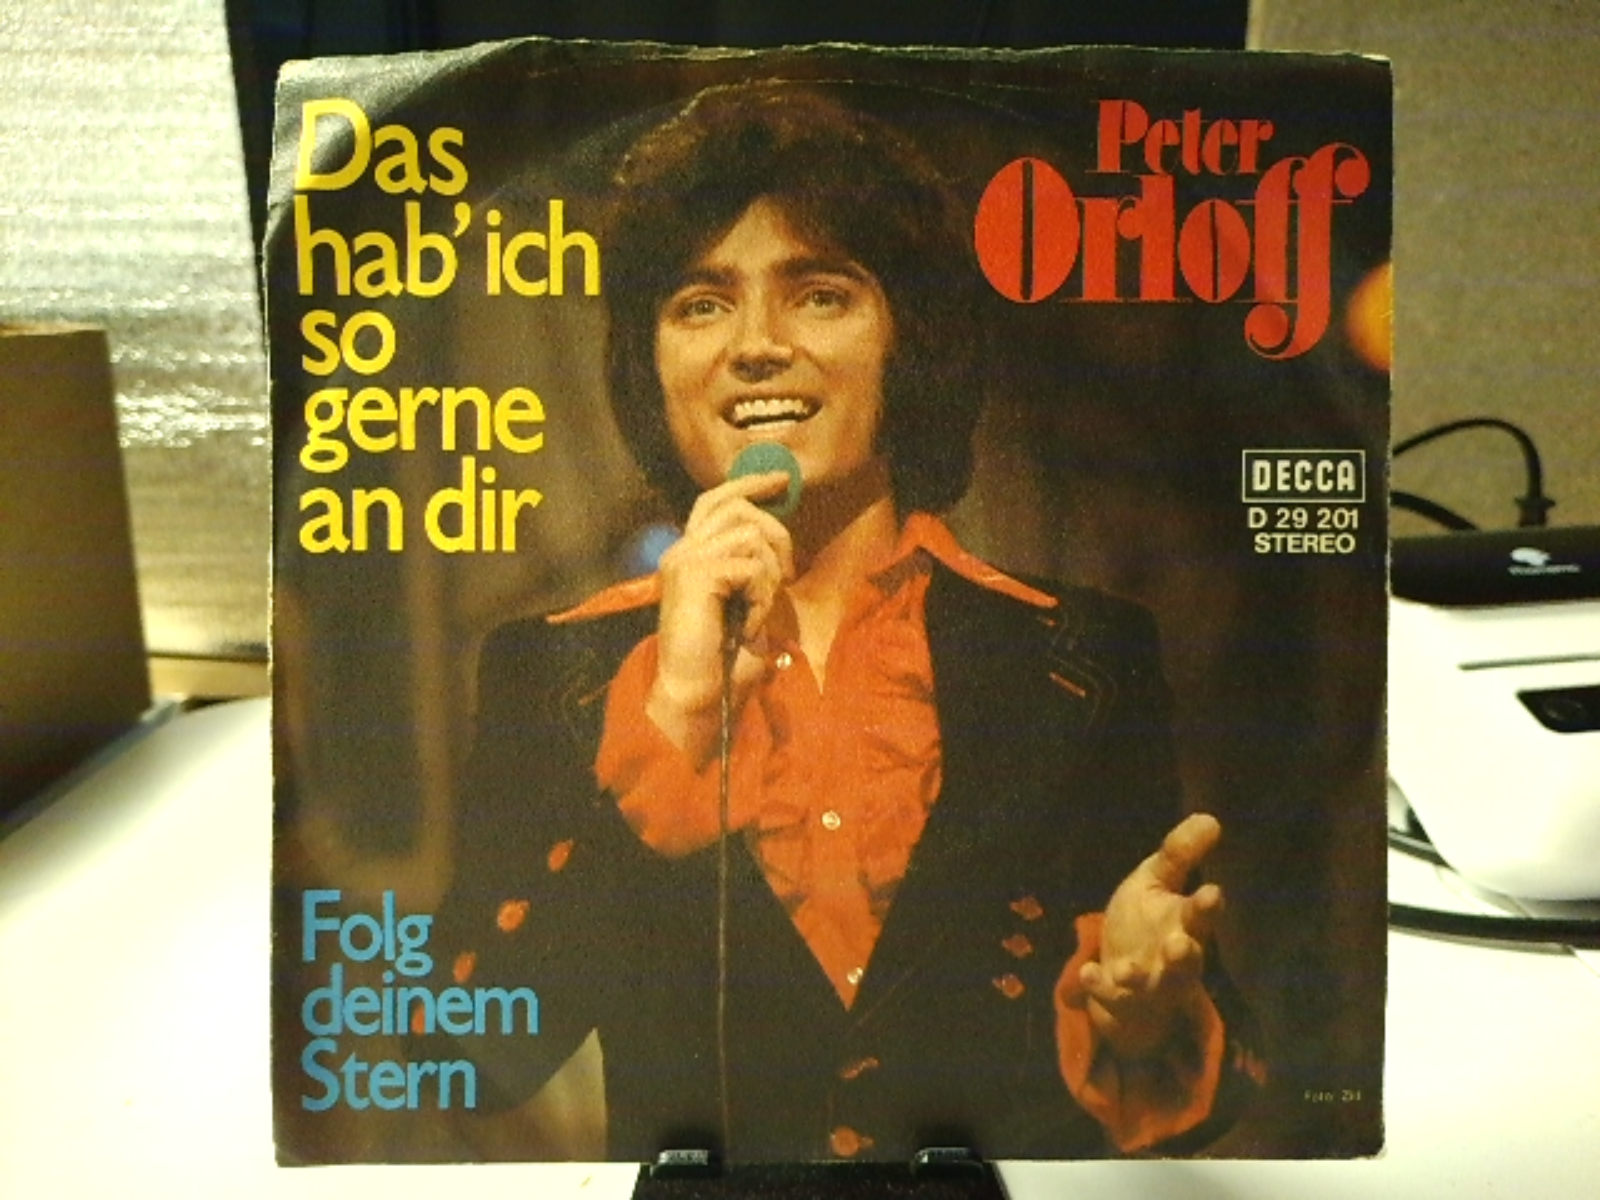 Das
hab' ich
so
gerne
an dir
Peter
Orloff
DECCA
D 29 201
STEREO
Folg
deinem
Stern